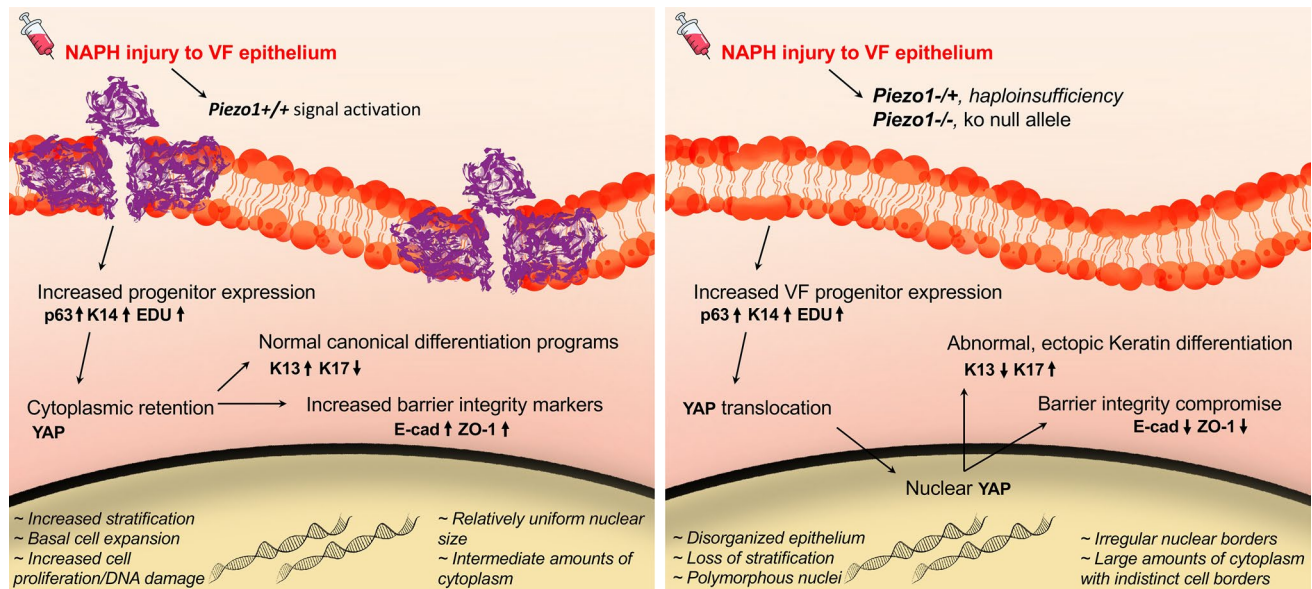 NAPH injury to VF epithelium
Piezo1+/+ signal activation
Increased progenitor expression
p63↑ K14↑ EDU↑
Normal canonical differentiation programs
K13↑ K17↓
Cytoplasmic retention
YAP
Increased barrier integrity markers
E-cad↑ ZO-1↑
~ Increased stratification
~ Basal cell expansion
~ Increased cell
proliferation/DNA damage
~ Relatively uniform nuclear
size
~ Intermediate amounts of
cytoplasm
NAPH injury to VF epithelium
Piezo1-/+, haploinsufficiency
Piezo1-/-, ko null allele
Increased VF progenitor expression
p63↑ K14↑ EDU↑
Abnormal, ectopic Keratin differentiation
K13↓ K17↑
YAP translocation
Barrier integrity compromise
E-cad↓ ZO-1↓
Nuclear YAP
~ Disorganized epithelium
~ Loss of stratification
~ Polymorphous nuclei
~ Irregular nuclear borders
~ Large amounts of cytoplasm
with indistinct cell borders